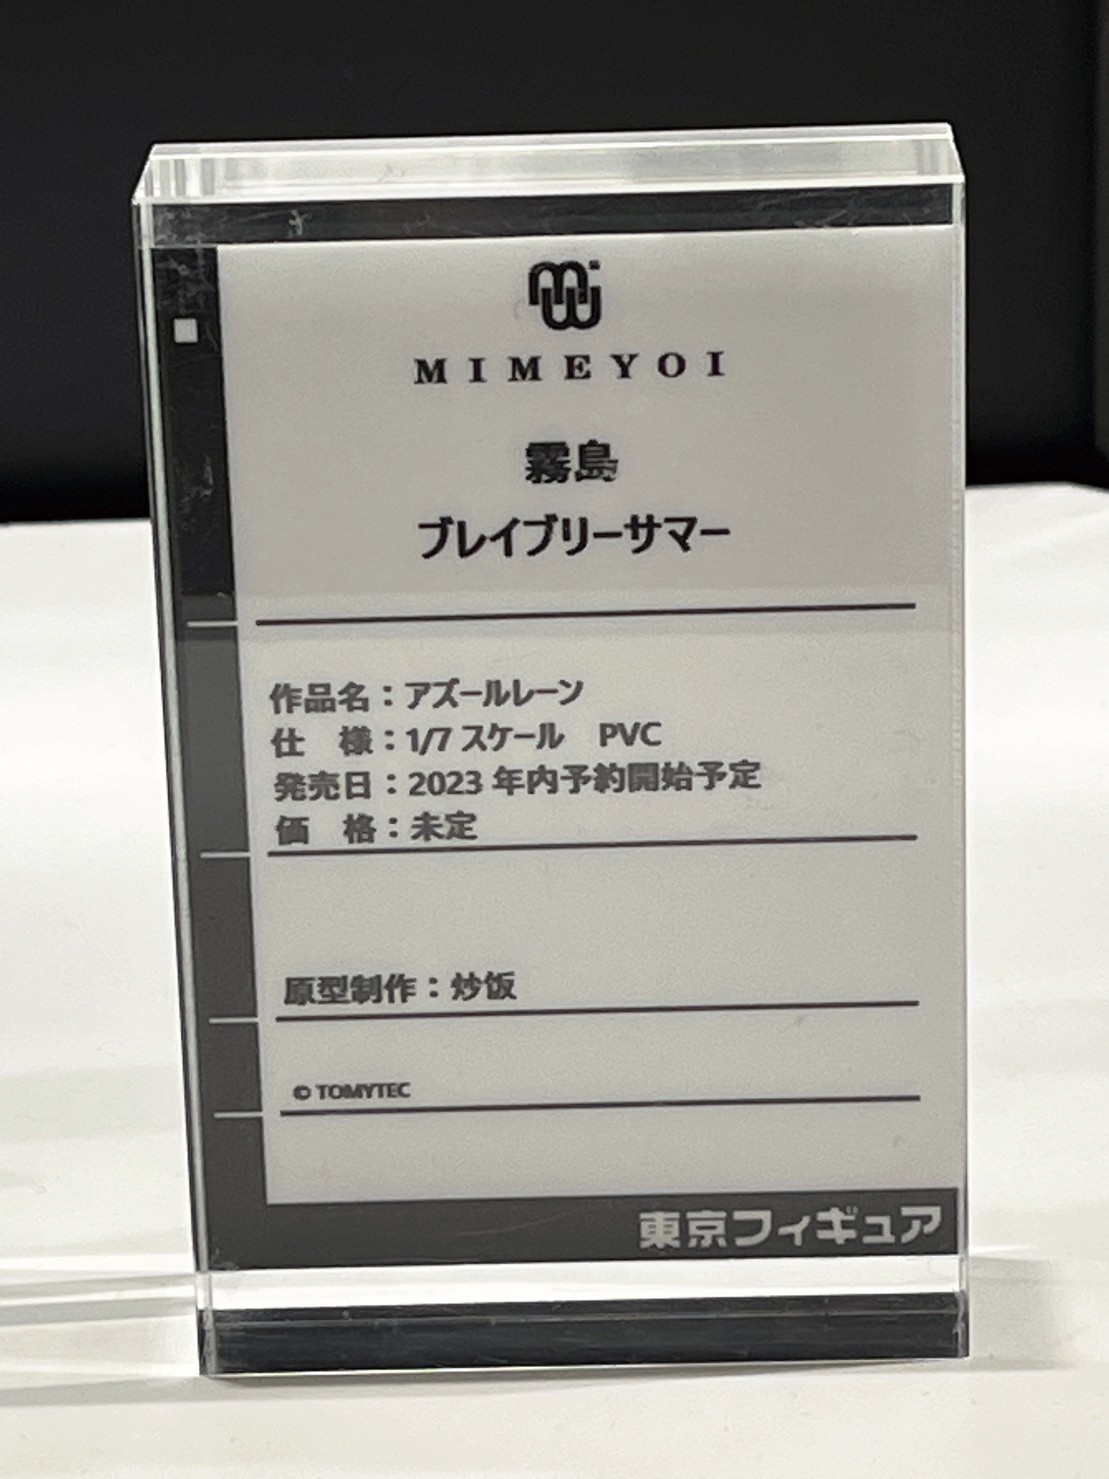 mi
MIMEYOI
霧島
ブレイブリーサマー
作品名：アズールレーン
仕　様：1/7 スケール　PVC
発売日：2023 年内予約開始予定
価　格：未定
原型制作：炒饭
© TOMYTEC
東京フィギュア